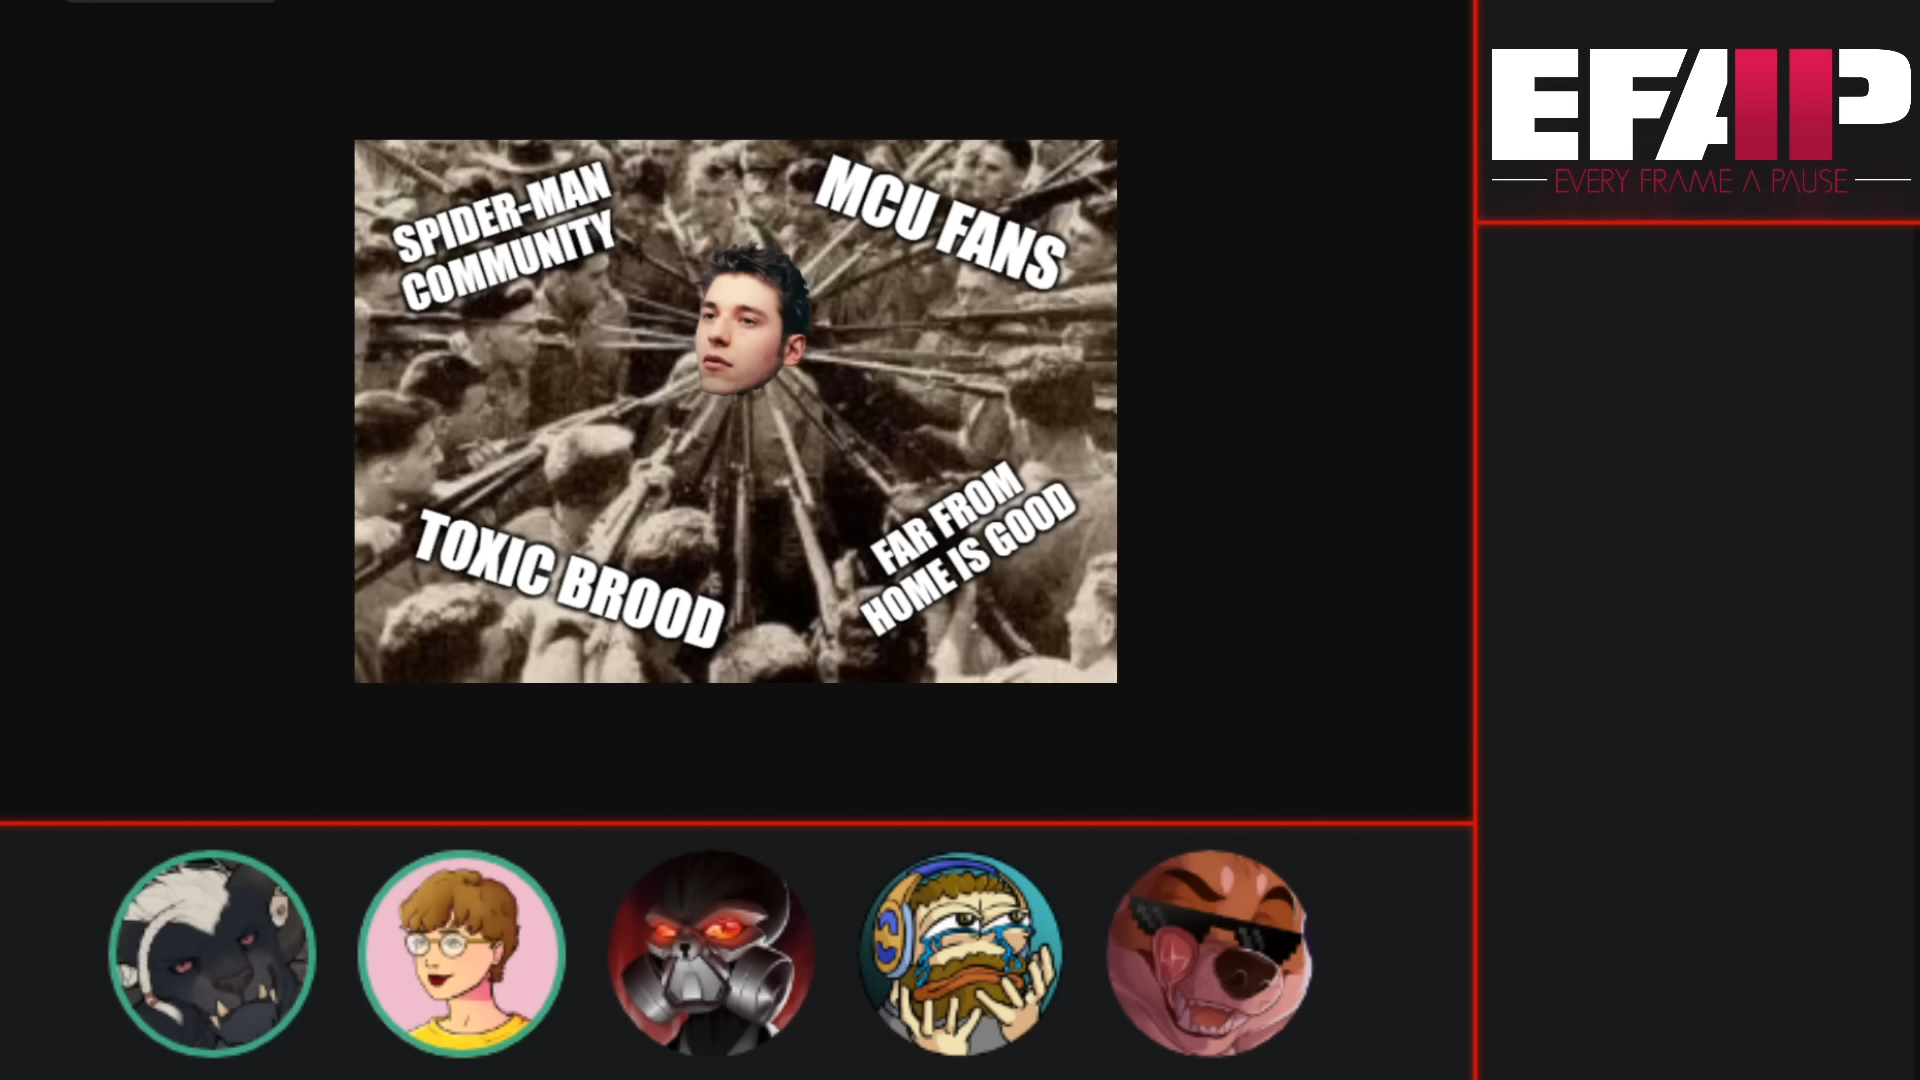 SPIDER-MAN
COMMUNITY
MCU FANS
TOXIC BROOD
FAR FROM
HOME IS GOOD
EFAP
EVERY FRAME A PAUSE